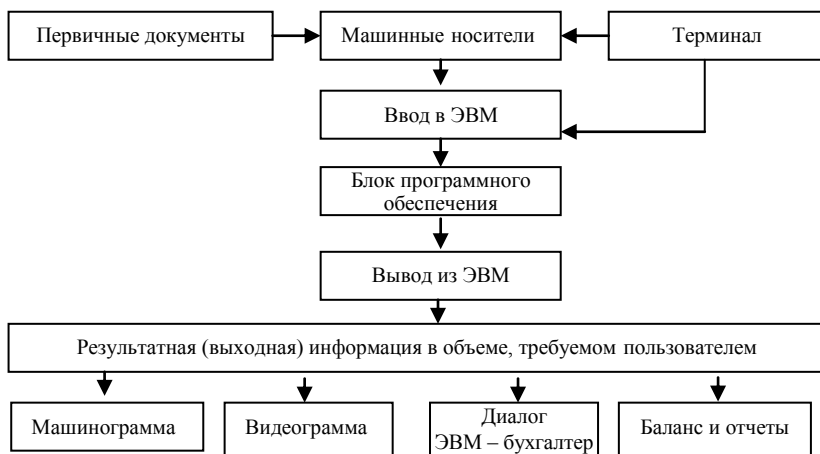 Первичные документы
Машинные носители
Терминал
Ввод в ЭВМ
Блок программного
обеспечения
Вывод из ЭВМ
Результатная (выходная) информация в объеме, требуемом пользователем
Машинограмма
Видеограмма
Диалог
ЭВМ – бухгалтер
Баланс и отчеты